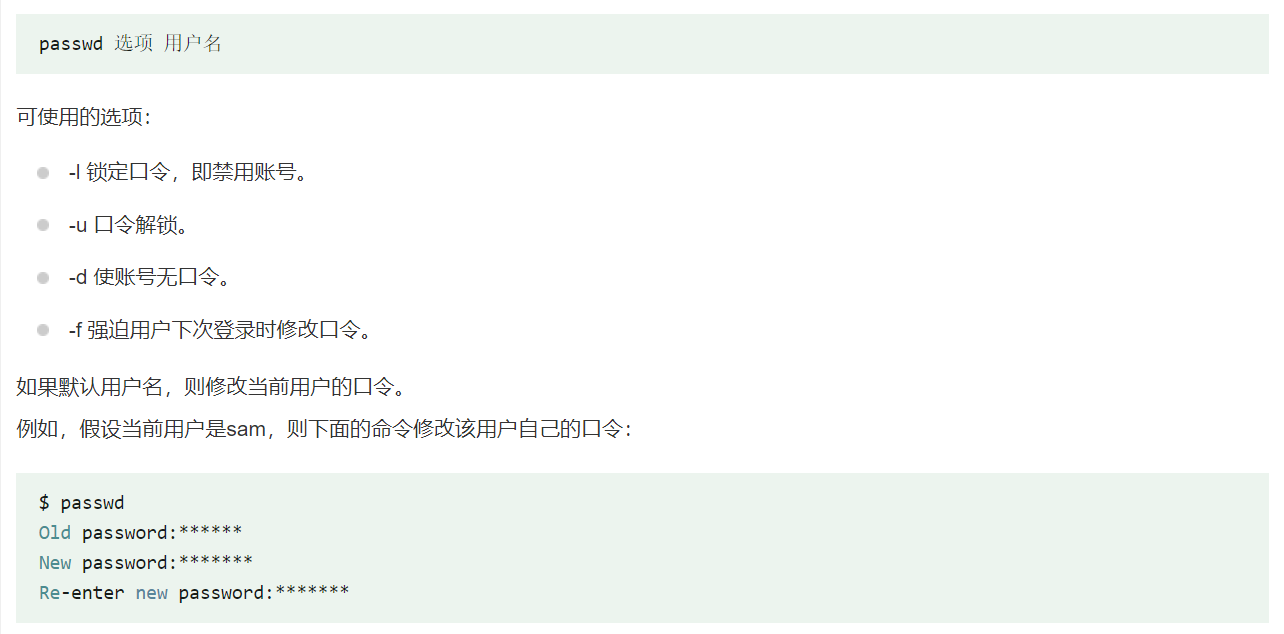 passwd 选项 用户名
可使用的选项：
-l 锁定口令，即禁用账号。
-u 口令解锁。
-d 使账号无口令。
-f 强迫用户下次登录时修改口令。
如果默认用户名，则修改当前用户的口令。
例如，假设当前用户是sam，则下面的命令修改该用户自己的口令：
$ passwd
Old password:******
New password:*******
Re-enter new password:*******